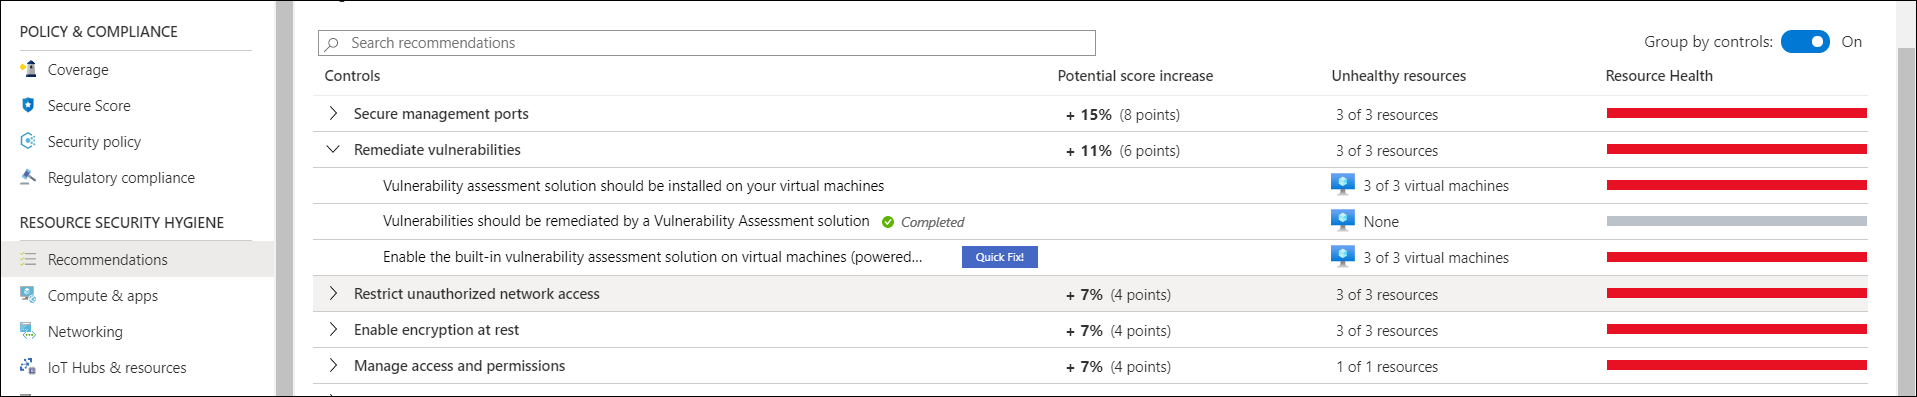 POLICY & COMPLIANCE
Coverage
Secure Score
Security policy
Regulatory compliance
RESOURCE SECURITY HYGIENE
Recommendations
Compute & apps
Networking
IoT Hubs & resources
Search recommendations
Group by controls: On
Controls Potential score increase Unhealthy resources Resource Health
Secure management ports + 15% (8 points) 3 of 3 resources
Remediate vulnerabilities + 11% (6 points) 3 of 3 resources
Vulnerability assessment solution should be installed on your virtual machines 3 of 3 virtual machines
Vulnerabilities should be remediated by a Vulnerability Assessment solution Completed None
Enable the built-in vulnerability assessment solution on virtual machines (powered... Quick Fix! 3 of 3 virtual machines
Restrict unauthorized network access + 7% (4 points) 3 of 3 resources
Enable encryption at rest + 7% (4 points) 3 of 3 resources
Manage access and permissions + 7% (4 points) 1 of 1 resources